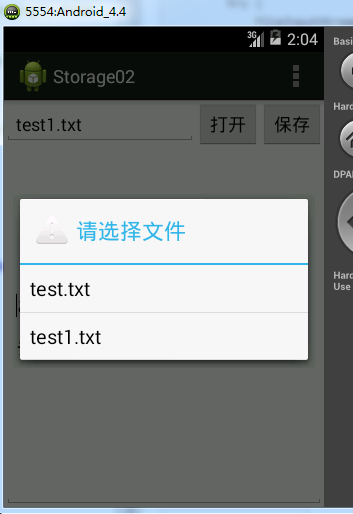 5554:Android_4.4
3G 2:04
Storage02
test1.txt 打开 保存
请选择文件
test.txt
test1.txt
Basi
Hard
DPA
Hard
Use